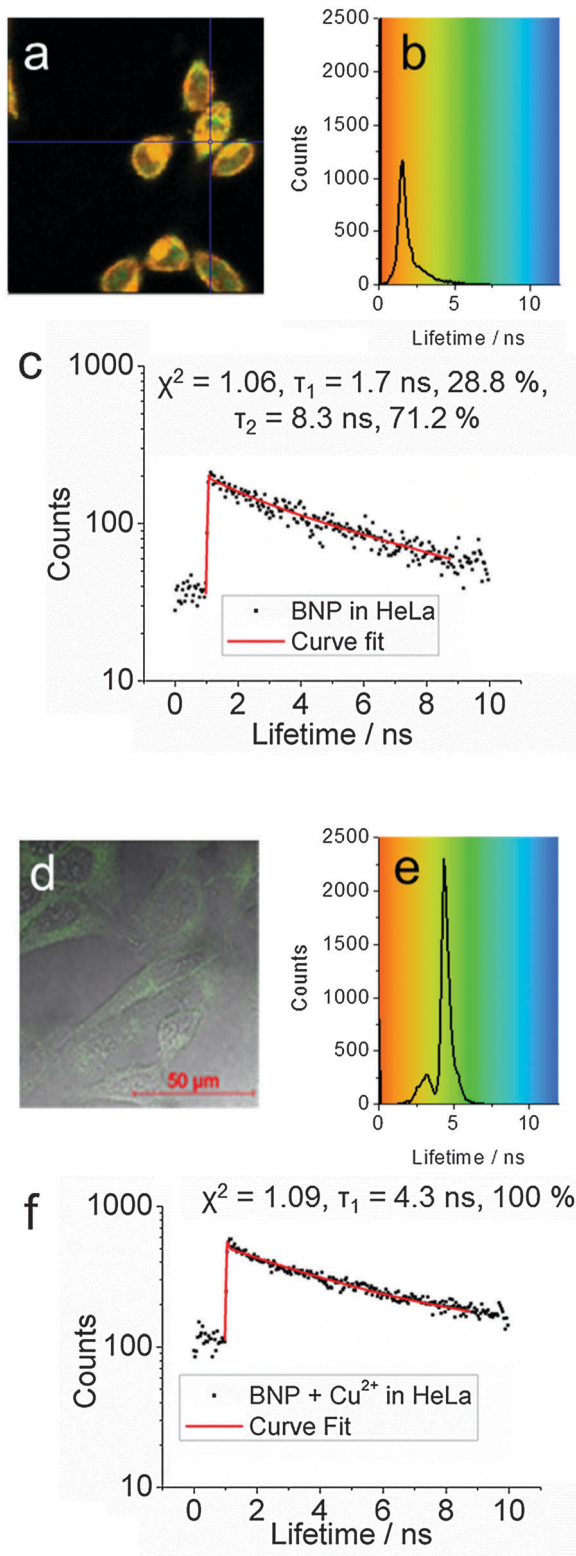 a
b
2500
2000
1500
1000
500
0
Counts
0 5 10
Lifetime / ns
c
1000
100
10
Counts
χ² = 1.06, τ₁ = 1.7 ns, 28.8 %,
τ₂ = 8.3 ns, 71.2 %
BNP in HeLa
Curve fit
0 2 4 6 8 10
Lifetime / ns
d
50 µm
e
2500
2000
1500
1000
500
0
Counts
0 5 10
Lifetime / ns
f
χ² = 1.09, τ₁ = 4.3 ns, 100 %
1000
100
10
Counts
BNP + Cu²⁺ in HeLa
Curve Fit
0 2 4 6 8 10
Lifetime / ns